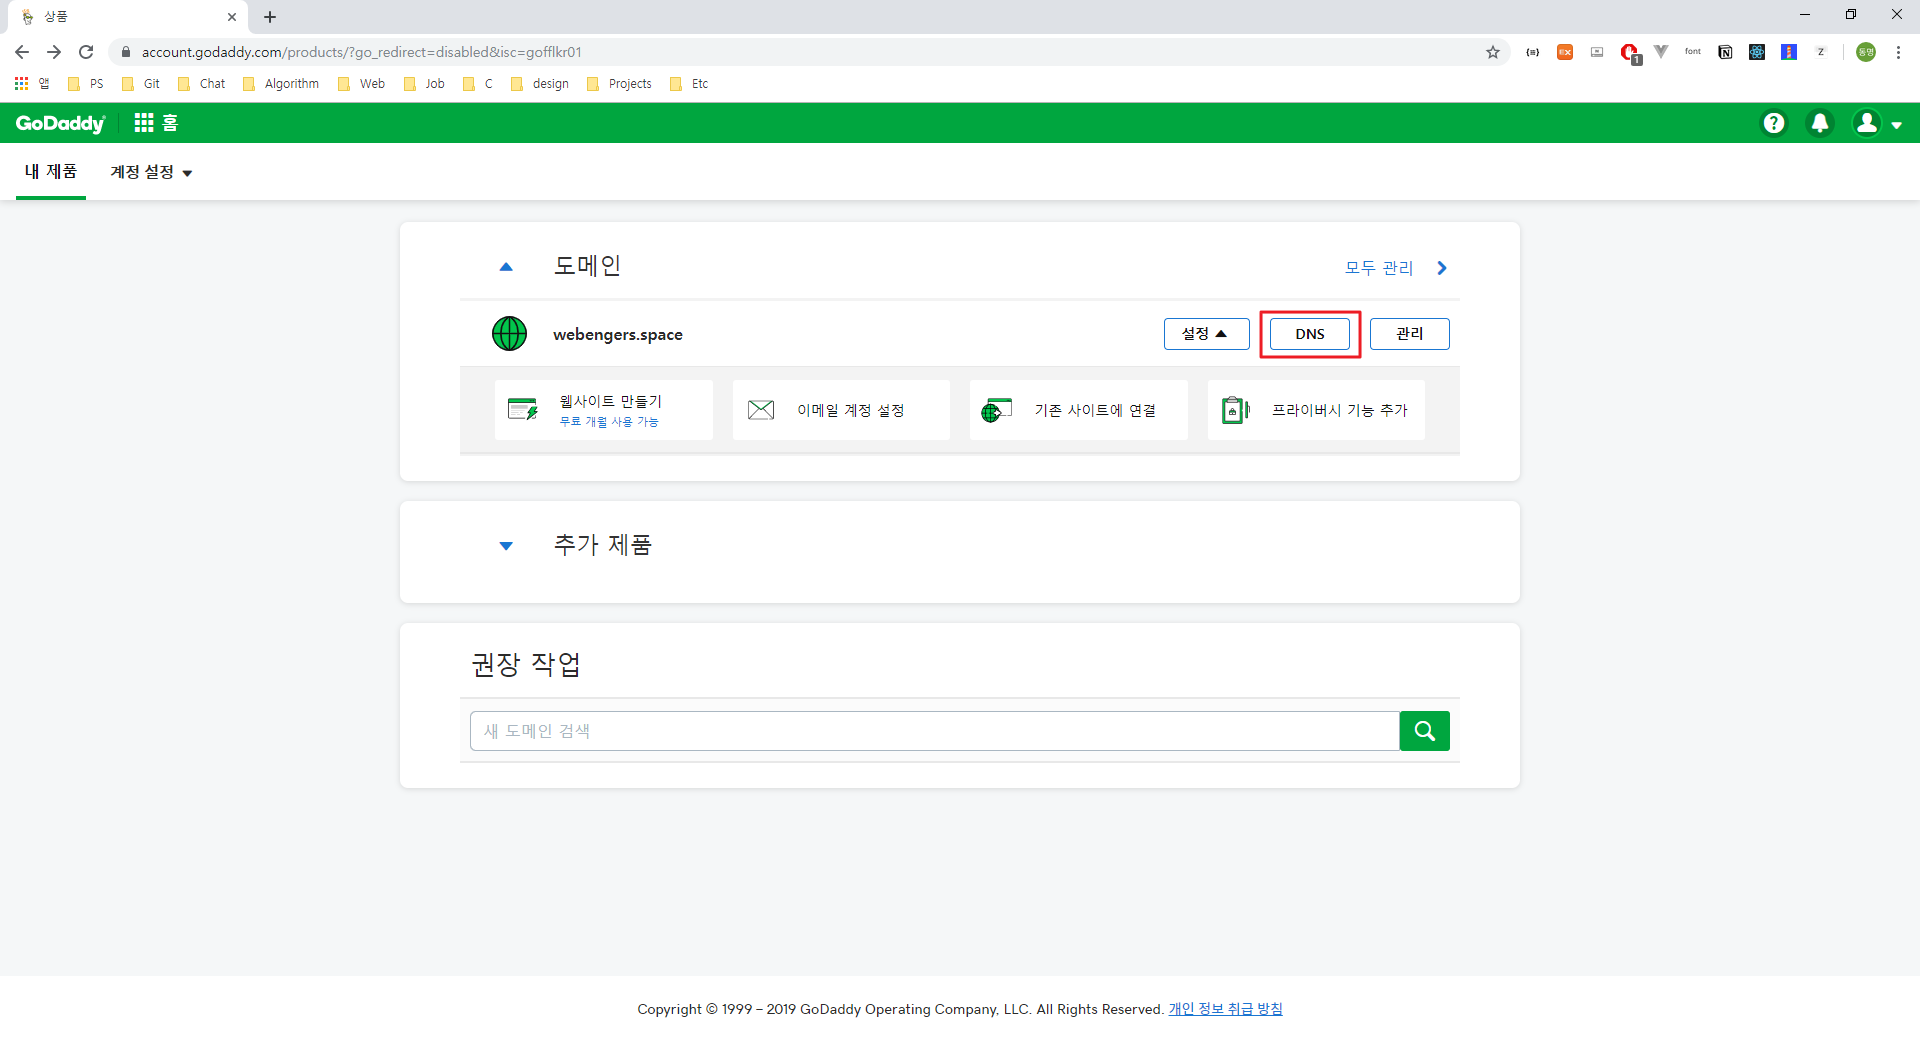 상품
account.godaddy.com/products/?go_redirect=disabled&isc=gofflkr01
1
font
Z
동명
앱 PS Git Chat Algorithm Web Job C design Projects Etc
GoDaddy 홈
내 제품 계정 설정
도메인 모두 관리
webengers.space 설정 DNS 관리
웹사이트 만들기
무료 개월 사용 가능
이메일 계정 설정
기존 사이트에 연결
프라이버시 기능 추가
추가 제품
권장 작업
새 도메인 검색
Copyright © 1999 – 2019 GoDaddy Operating Company, LLC. All Rights Reserved. 개인 정보 취급 방침